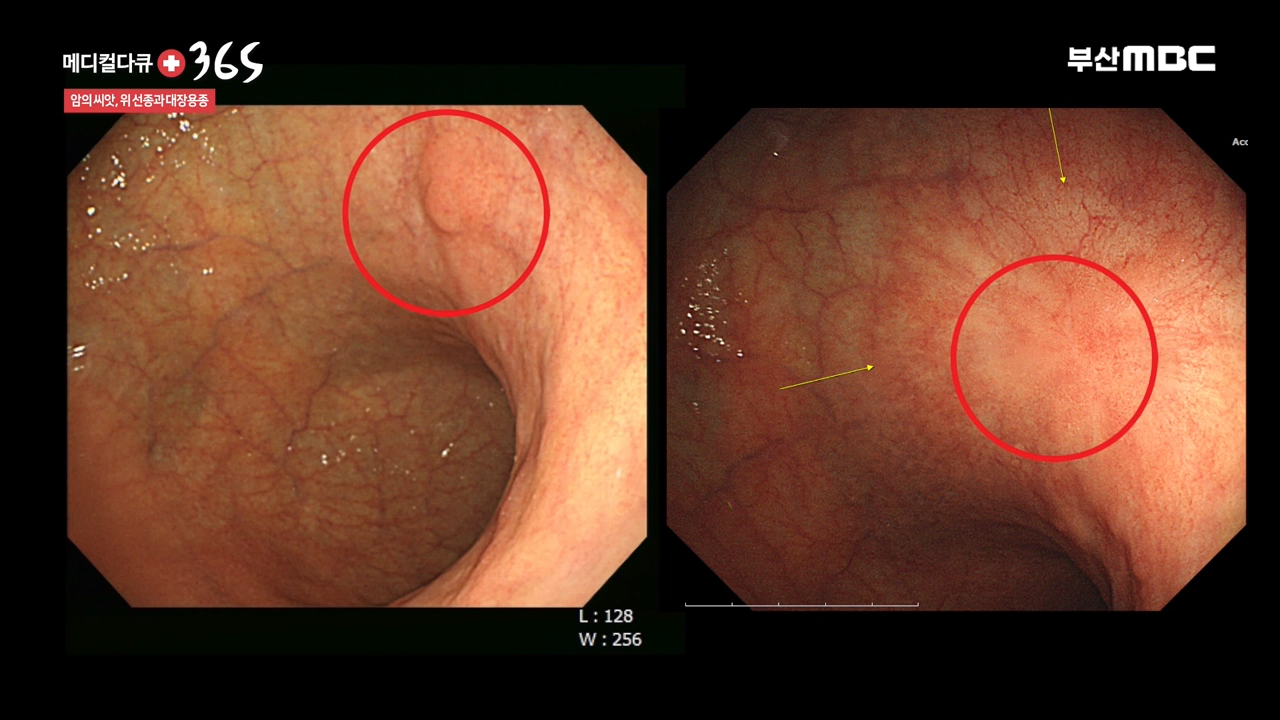 메디컬다큐 365
부산MBC
암의 씨앗, 위 선종과 대장용종
Acc
L : 128
W : 256